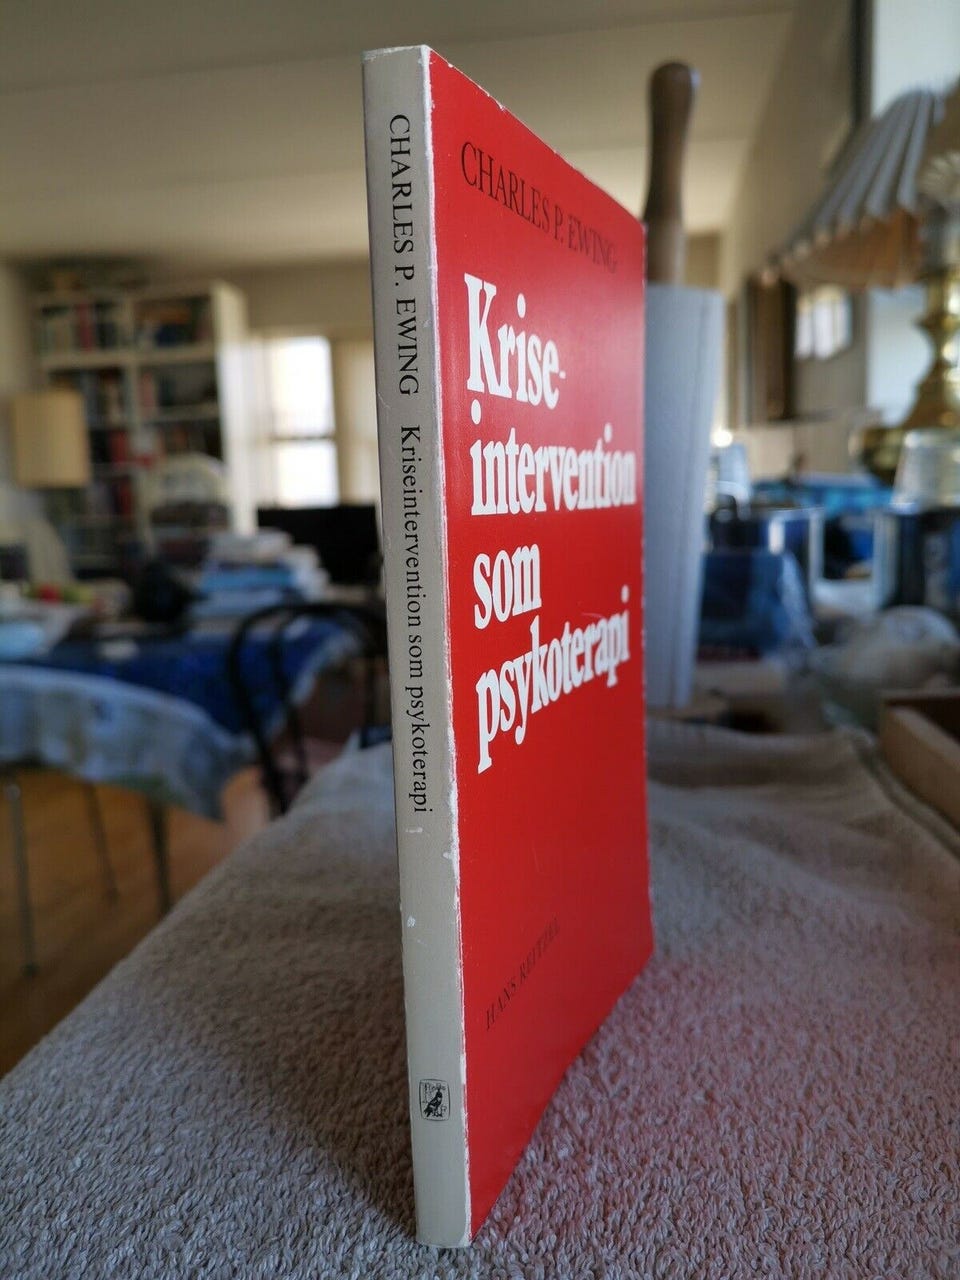 CHARLES P. EWING Kriseintervention som psykoterapi
CHARLES P. EWING
Krise-
intervention
som
psykoterapi
HANS REITZEL